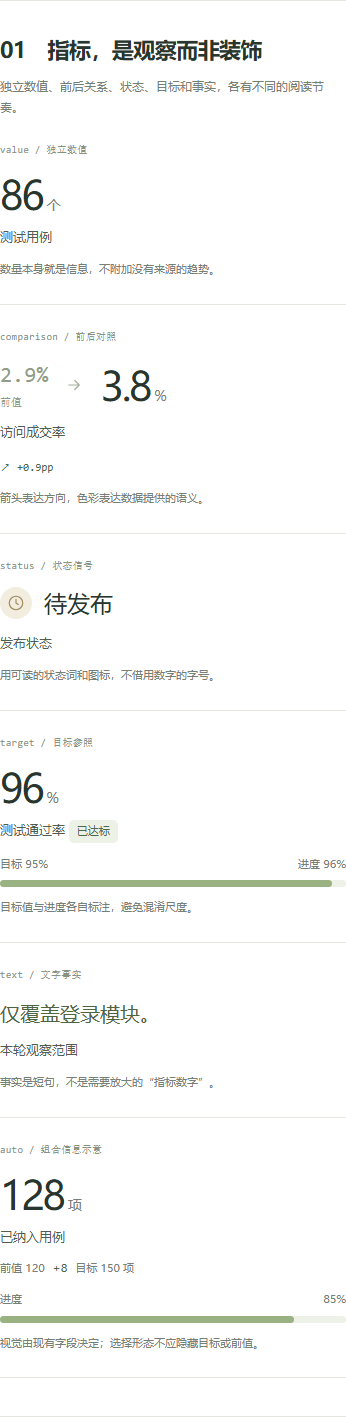 01 指标，是观察而非装饰
独立数值、前后关系、状态、目标和事实，各有不同的阅读节
奏。
value / 独立数值
86 个
测试用例
数量本身就是信息，不附加没有来源的趋势。
comparison / 前后对照
2.9% → 3.8 %
前值
访问成交率
↗ +0.9pp
箭头表达方向，色彩表达数据提供的语义。
status / 状态信号
待发布
发布状态
用可读的状态词和图标，不借用数字的字号。
target / 目标参照
96 %
测试通过率 已达标
目标 95% 进度 96%
目标值与进度各自标注，避免混淆尺度。
text / 文字事实
仅覆盖登录模块。
本轮观察范围
事实是短句，不是需要放大的“指标数字”。
auto / 组合信息示意
128 项
已纳入用例
前值 120 +8 目标 150 项
进度 85%
视觉由现有字段决定；选择形态不应隐藏目标或前值。